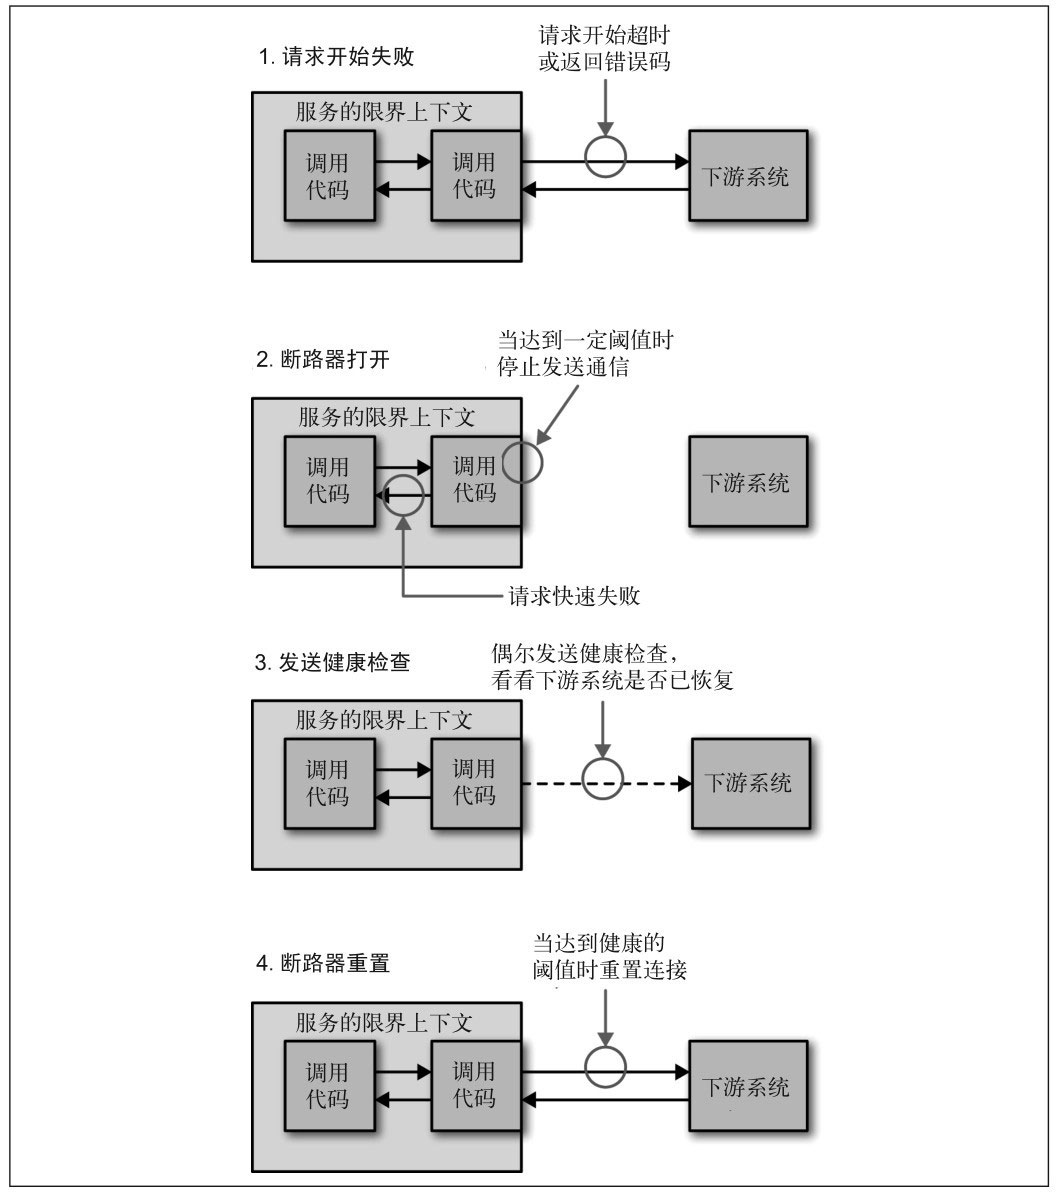 1. 请求开始失败
请求开始超时
或返回错误码
服务的限界上下文
调用
代码
调用
代码
下游系统
2. 断路器打开
当达到一定阈值时
停止发送通信
服务的限界上下文
调用
代码
调用
代码
下游系统
请求快速失败
3. 发送健康检查
偶尔发送健康检查，
看看下游系统是否已恢复
服务的限界上下文
调用
代码
调用
代码
下游系统
4. 断路器重置
当达到健康的
阈值时重置连接
服务的限界上下文
调用
代码
调用
代码
下游系统